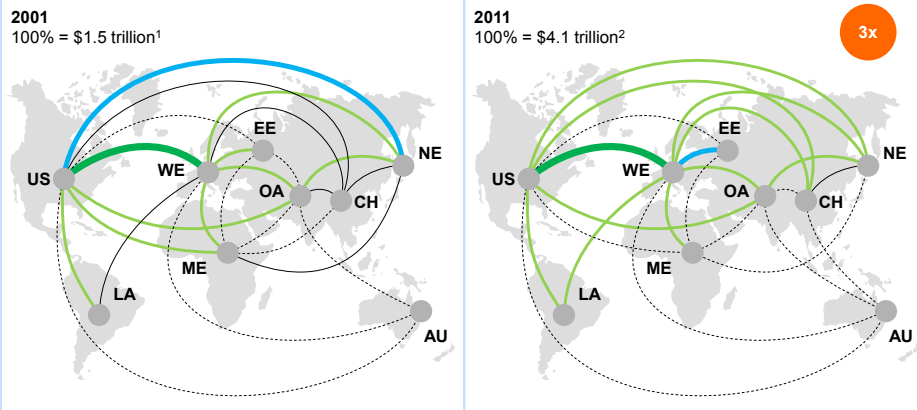 2001
100% = $1.5 trillion¹
US
WE
EE
NE
OA
CH
ME
LA
AU
2011
100% = $4.1 trillion²
3x
US
WE
EE
NE
OA
CH
ME
LA
AU